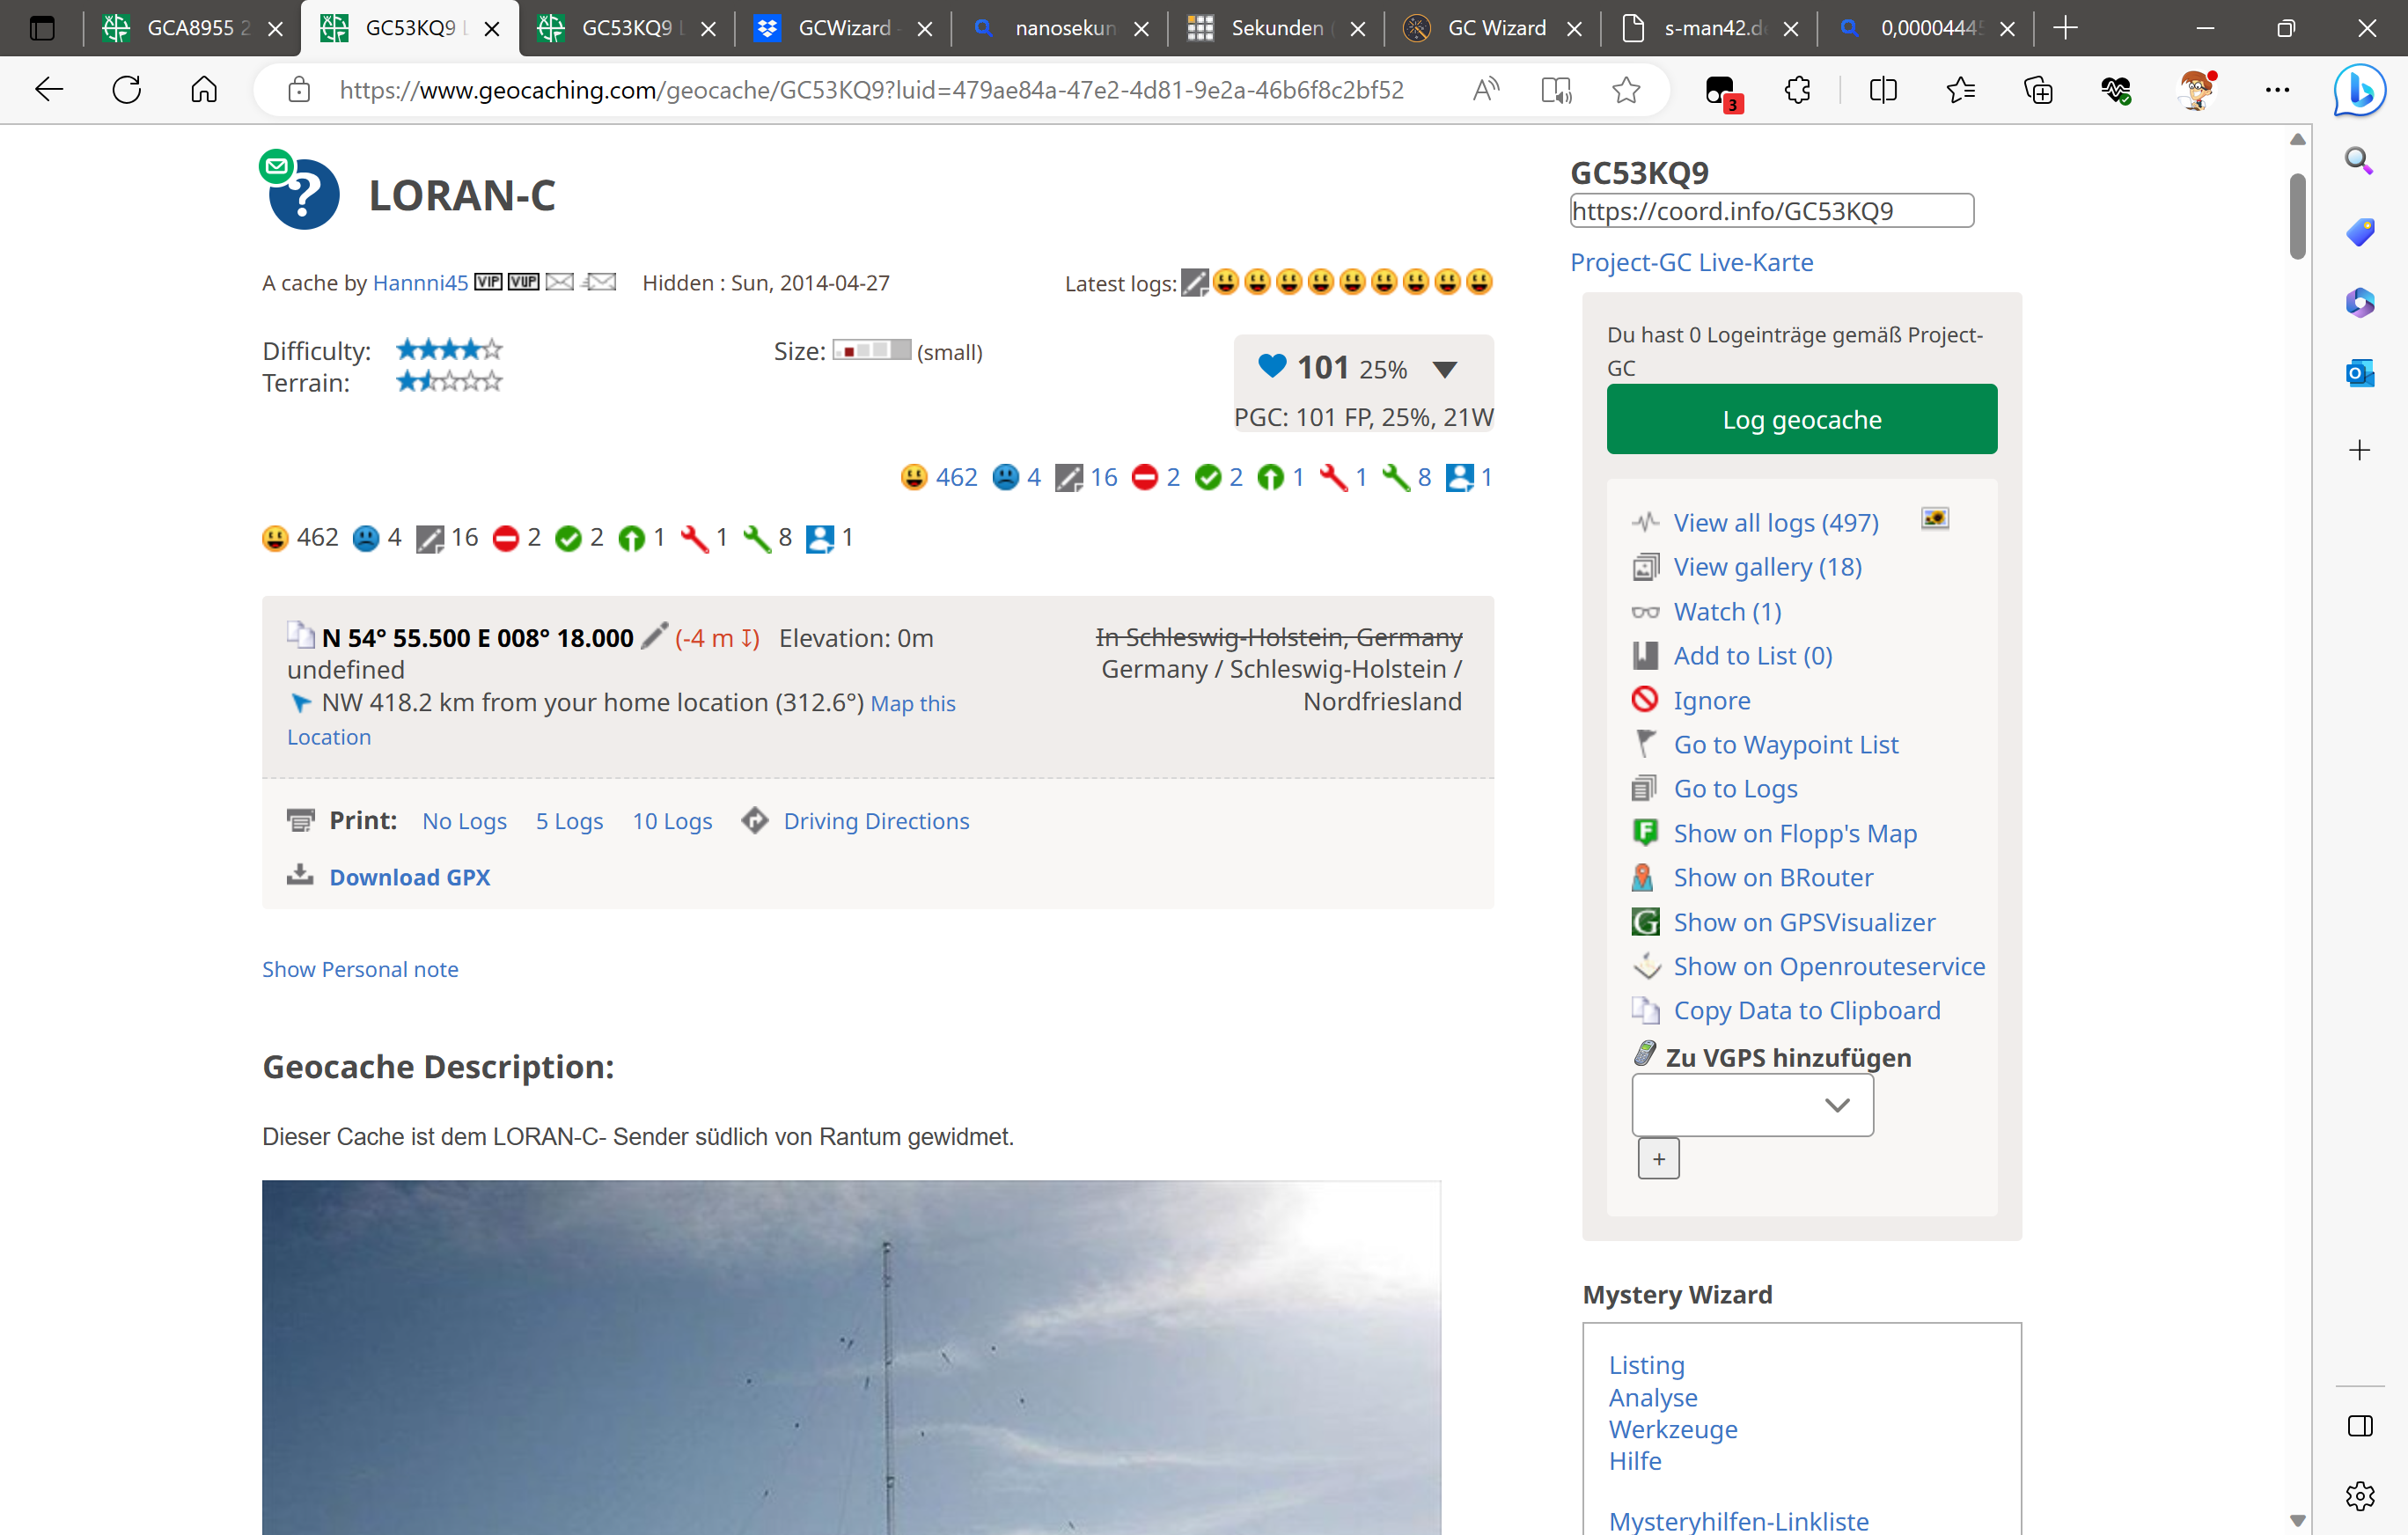 GCA8955 2
GC53KQ9 L
GC53KQ9 L
GCWizard -
nanosekun
Sekunden (
GC Wizard
s-man42.de
0,00004445
https://www.geocaching.com/geocache/GC53KQ9?luid=479ae84a-47e2-4d81-9e2a-46b6f8c2bf52
3
LORAN-C
A cache by Hannni45 VIP VUP Hidden : Sun, 2014-04-27 Latest logs:
Difficulty:
Terrain:
Size: (small)
101 25%
PGC: 101 FP, 25%, 21W
462 4 16 2 2 1 1 8 1
462 4 16 2 2 1 1 8 1
N 54° 55.500 E 008° 18.000 (-4 m ↧) Elevation: 0m
undefined
NW 418.2 km from your home location (312.6°) Map this
Location
In Schleswig-Holstein, Germany
Germany / Schleswig-Holstein /
Nordfriesland
Print: No Logs 5 Logs 10 Logs Driving Directions
Download GPX
Show Personal note
Geocache Description:
Dieser Cache ist dem LORAN-C- Sender südlich von Rantum gewidmet.
GC53KQ9
https://coord.info/GC53KQ9
Project-GC Live-Karte
Du hast 0 Logeinträge gemäß Project-
GC
Log geocache
View all logs (497)
View gallery (18)
Watch (1)
Add to List (0)
Ignore
Go to Waypoint List
Go to Logs
Show on Flopp's Map
Show on BRouter
Show on GPSVisualizer
Show on Openrouteservice
Copy Data to Clipboard
Zu VGPS hinzufügen
+
Mystery Wizard
Listing
Analyse
Werkzeuge
Hilfe
Mysteryhilfen-Linkliste